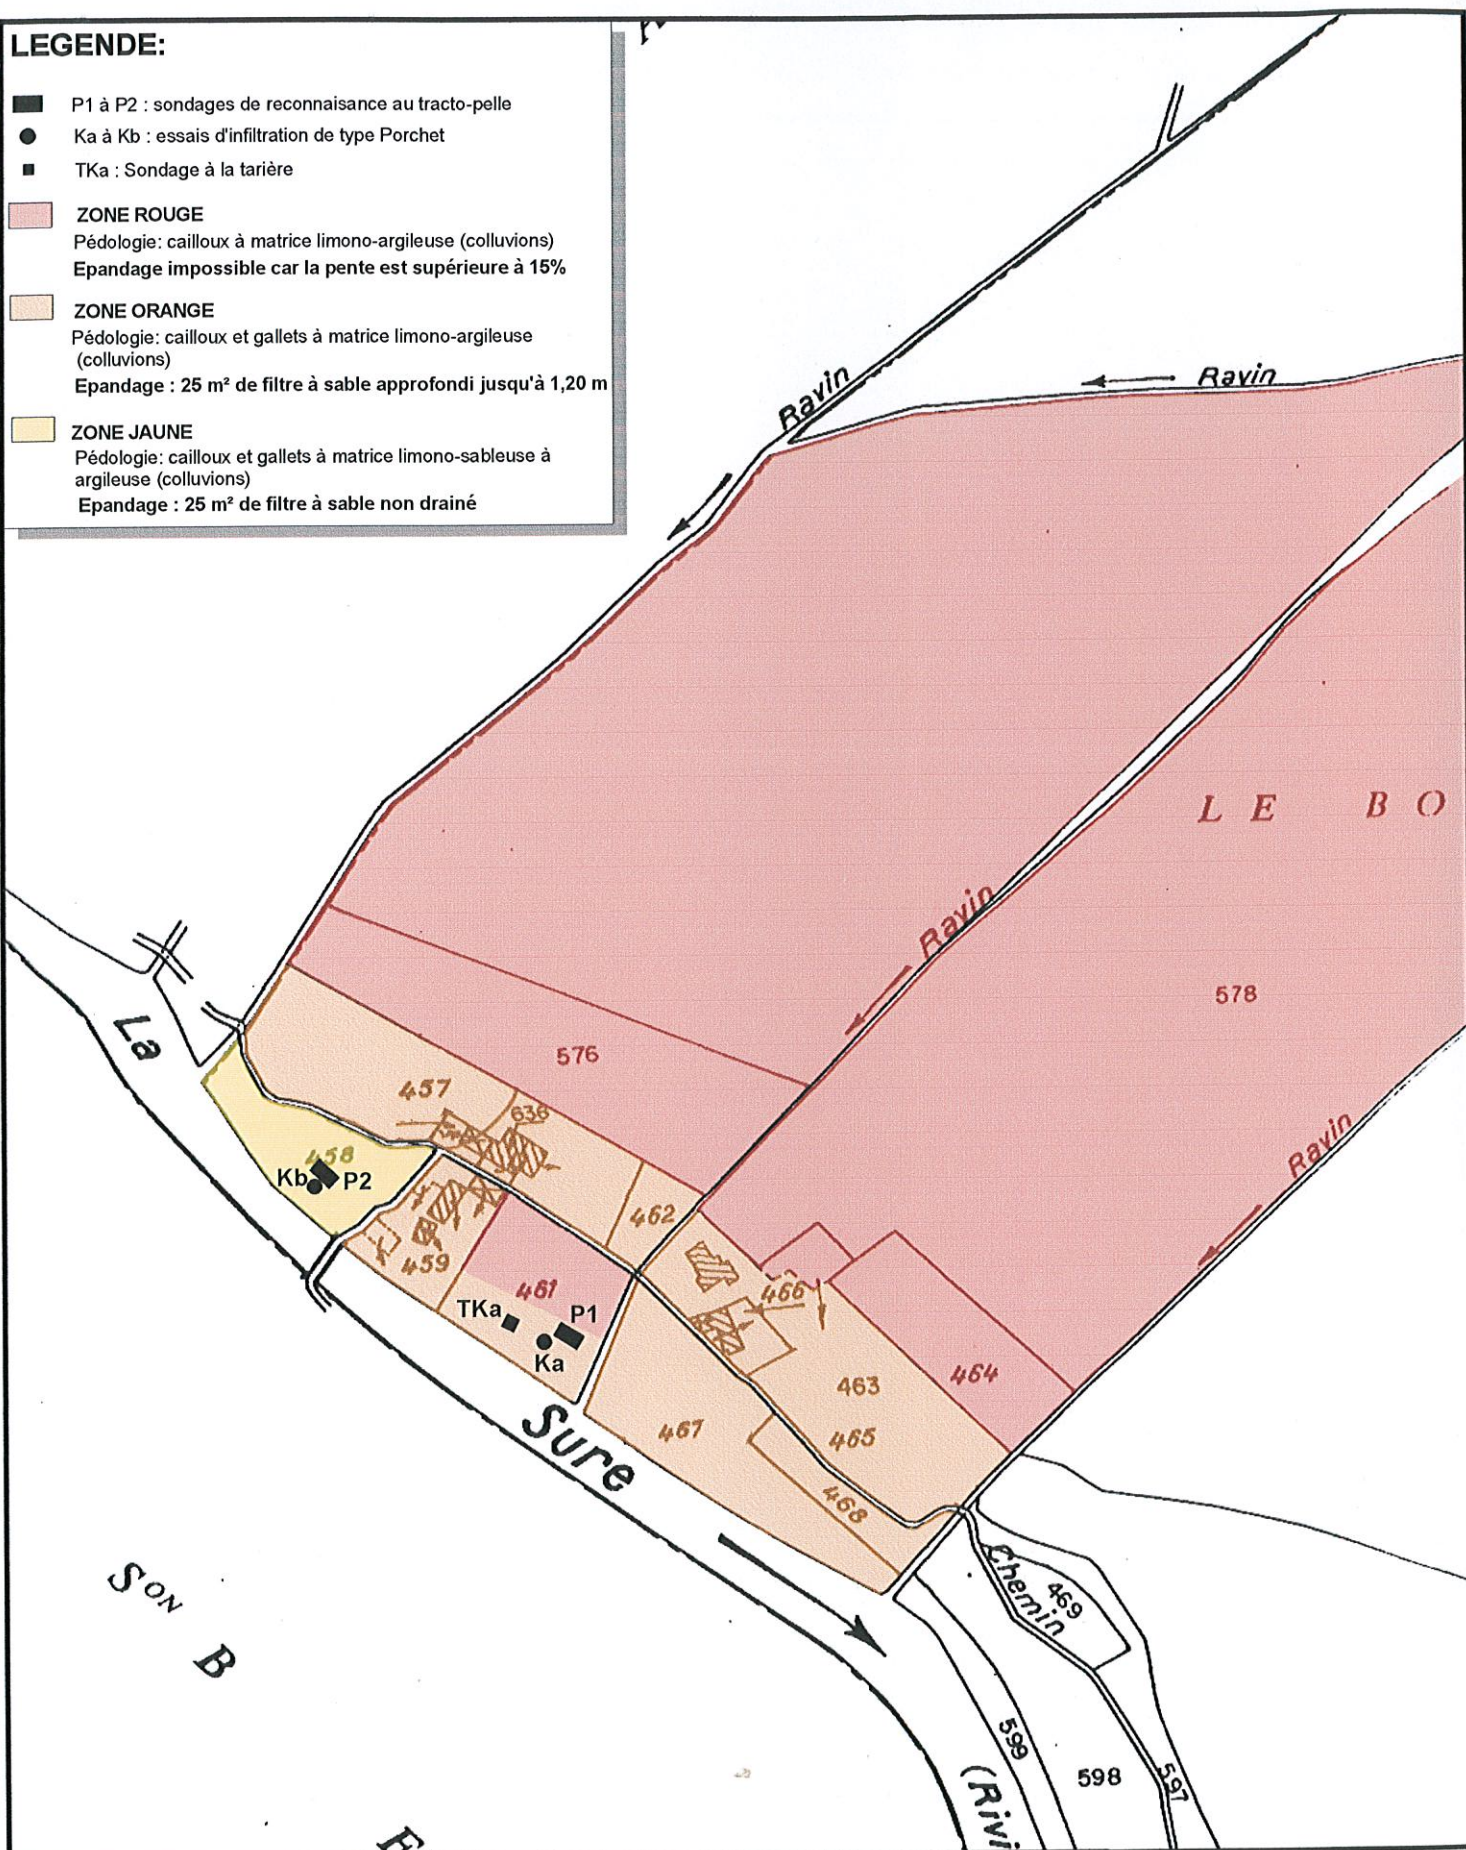 LEGENDE:
P1 à P2 : sondages de reconnaisance au tracto-pelle
Ka à Kb : essais d'infiltration de type Porchet
TKa : Sondage à la tarière
ZONE ROUGE
Pédologie: cailloux à matrice limono-argileuse (colluvions)
Epandage impossible car la pente est supérieure à 15%
ZONE ORANGE
Pédologie: cailloux et gallets à matrice limono-argileuse
(colluvions)
Epandage : 25 m² de filtre à sable approfondi jusqu'à 1,20 m
ZONE JAUNE
Pédologie: cailloux et gallets à matrice limono-sableuse à
argileuse (colluvions)
Epandage : 25 m² de filtre à sable non drainé
Ravin
Ravin
LE BO
Ravin
578
La
576
457
636
Ravin
458
Kb
P2
462
459
461
466
TKa
P1
Ka
464
463
Sure
467
465
468
SON
B
Chemin
469
599
598
597
(Rivi